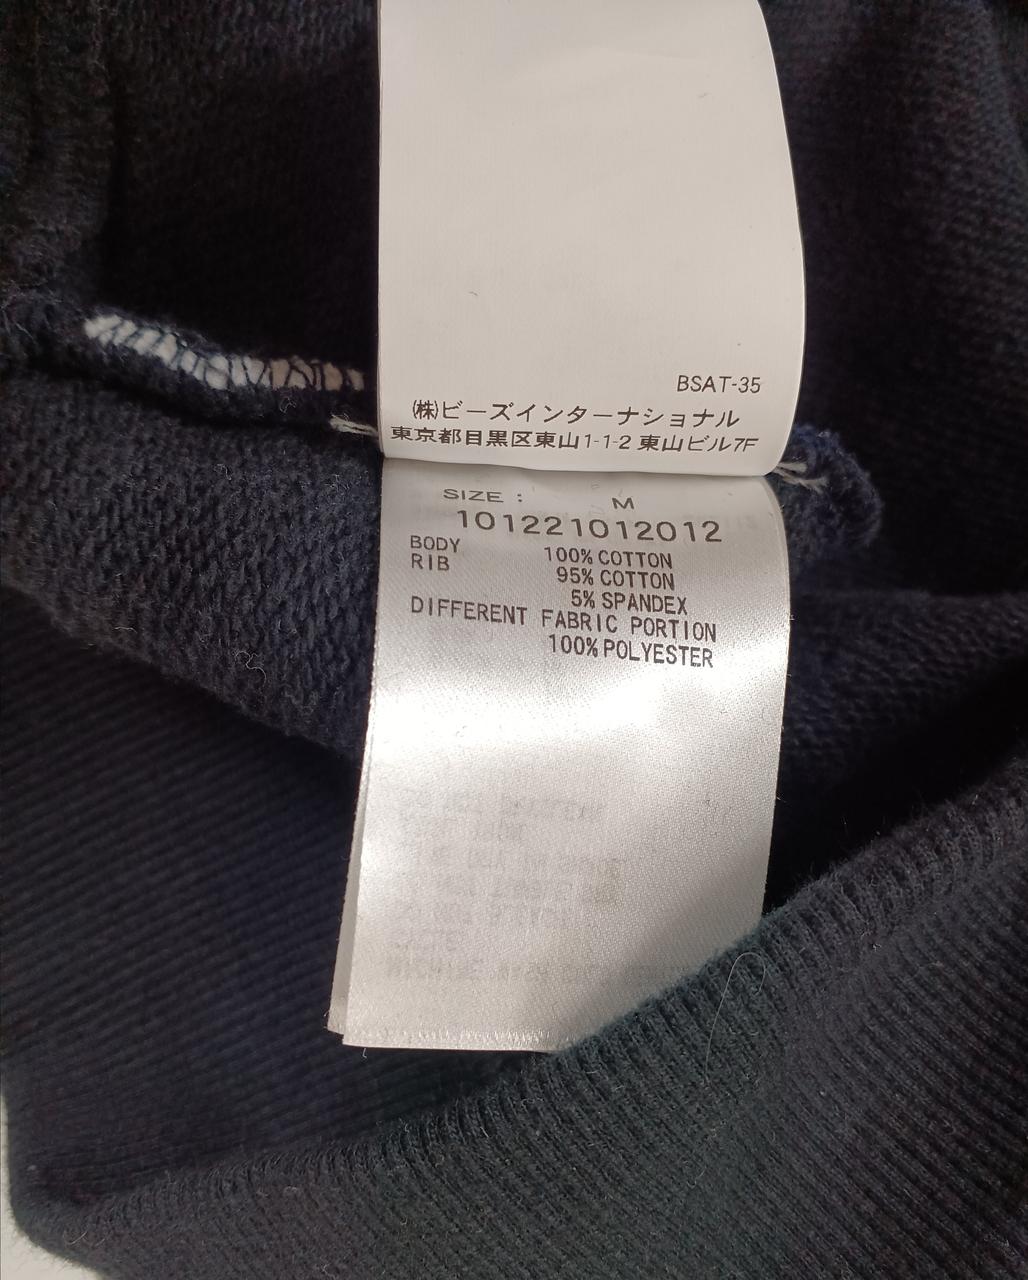 BSAT-35
㈱ビーズインターナショナル
東京都目黒区東山1-1-2 東山ビル7F
SIZE : M
101221012012
BODY 100% COTTON
RIB 95% COTTON
5% SPANDEX
DIFFERENT FABRIC PORTION
100% POLYESTER